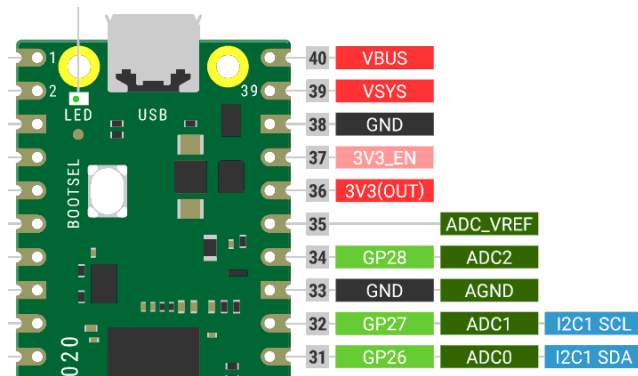 1 40 VBUS
2 39 39 VSYS
LED USB 38 GND
37 3V3_EN
BOOTSEL 36 3V3(OUT)
35 ADC_VREF
34 GP28 ADC2
33 GND AGND
32 GP27 ADC1 I2C1 SCL
020 31 GP26 ADC0 I2C1 SDA